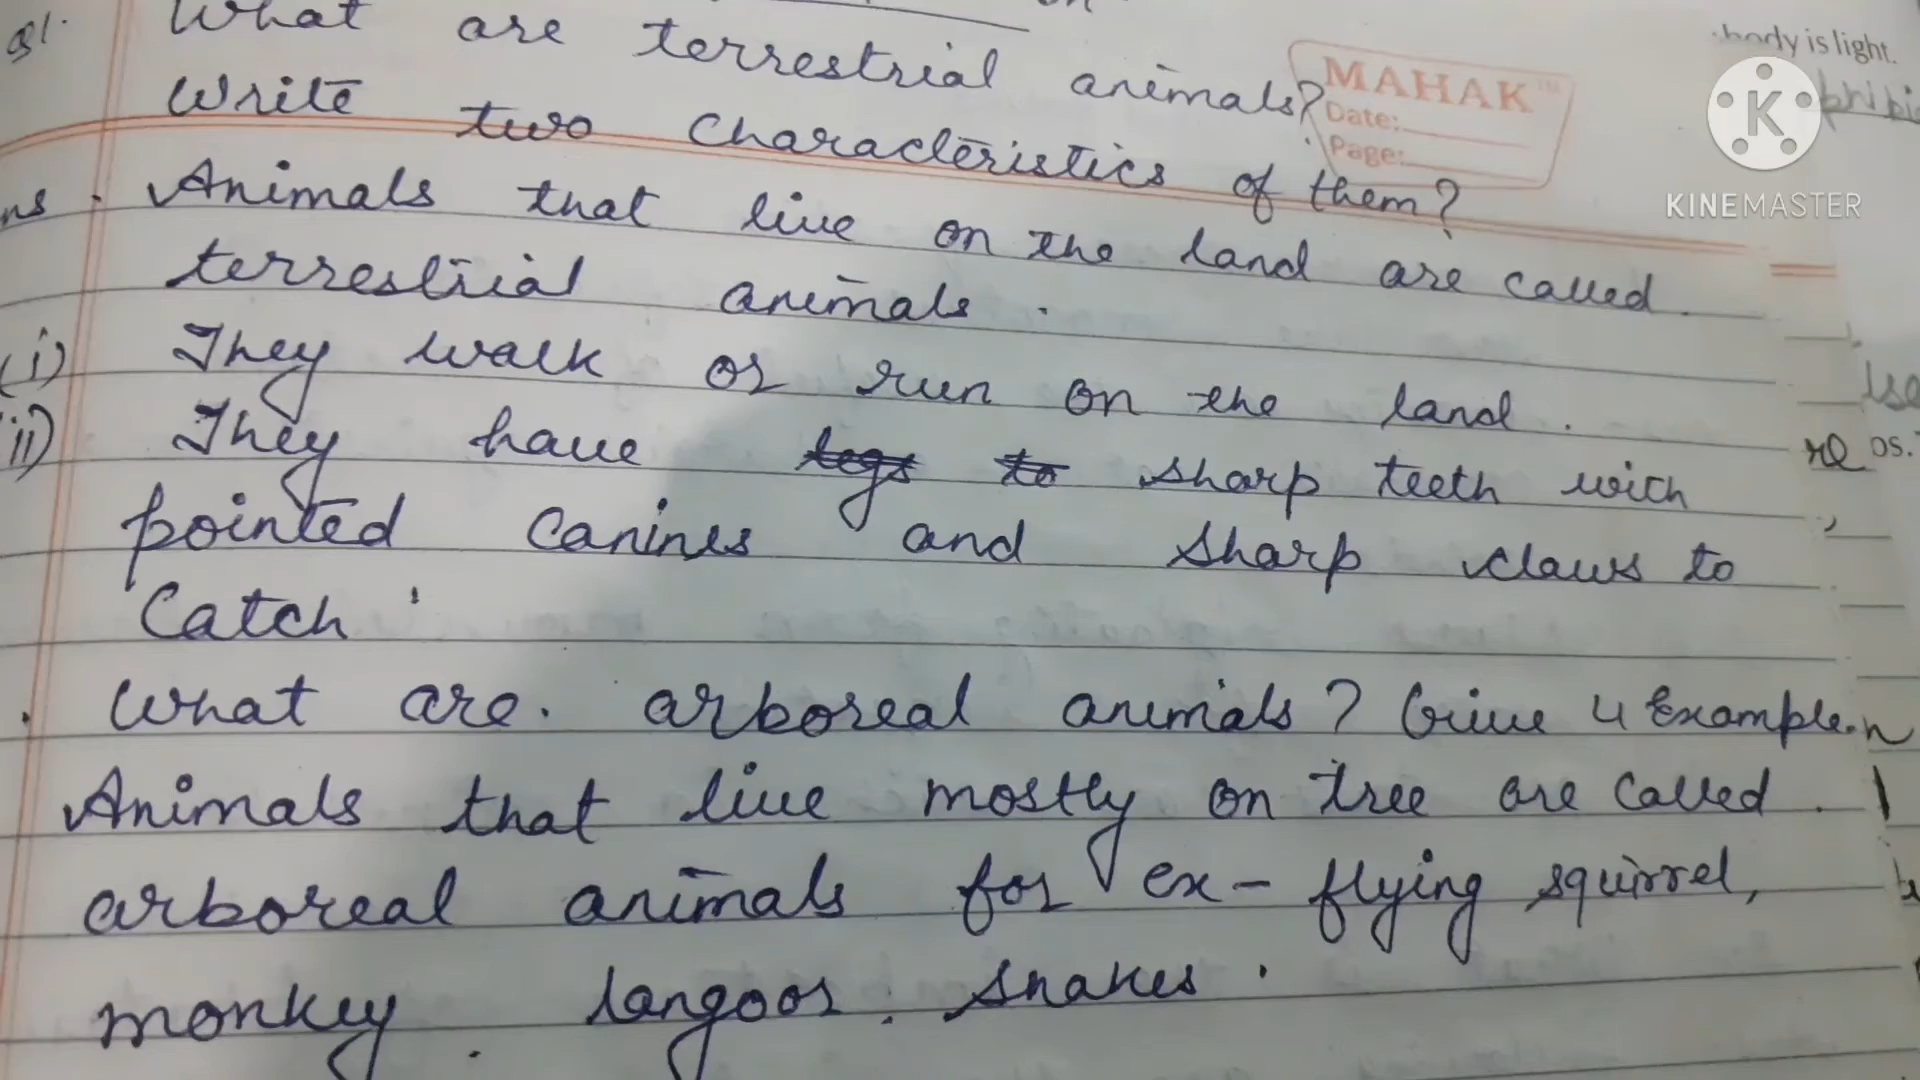 Q1. What are terrestrial animals?
Write two characteristics of them?
ns. Animals that live on the land are called
terrestrial animals.
(i) They walk or run on the land.
ii) They have legs to sharp teeth with
pointed canines and sharp claws to
Catch
What are. arboreal animals? Give 4 Example.
Animals that live mostly on tree are called
arboreal animals for ex- flying squirrel,
monkey, langoor, snakes.
MAHAK
Date:
Page:
body is light.
KINEMASTER
re os.